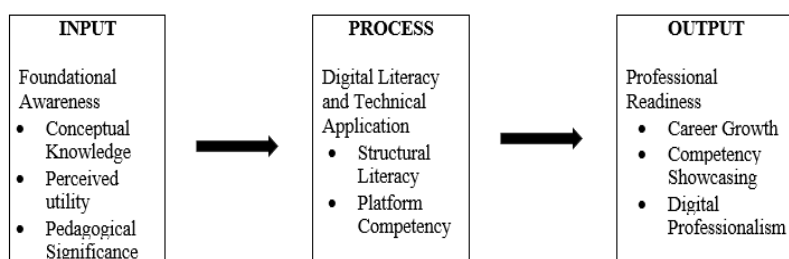 INPUT
Foundational
Awareness
• Conceptual
Knowledge
• Perceived
utility
• Pedagogical
Significance
PROCESS
Digital Literacy
and Technical
Application
• Structural
Literacy
• Platform
Competency
OUTPUT
Professional
Readiness
• Career Growth
• Competency
Showcasing
• Digital
Professionalism